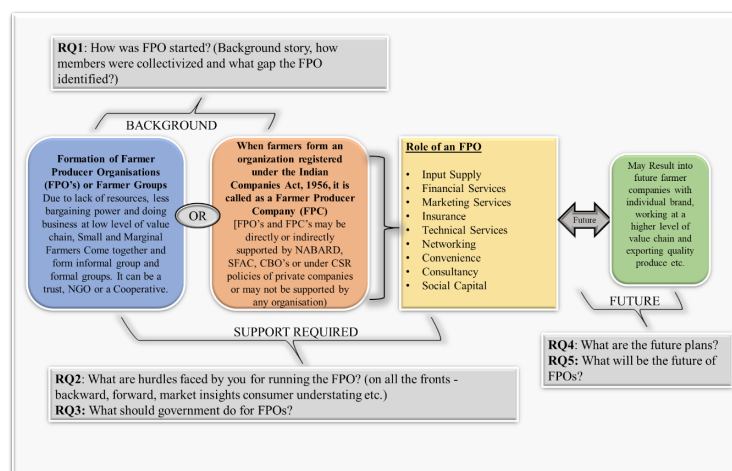 RQ1: How was FPO started? (Background story, how
members were collectivized and what gap the FPO
identified?)
BACKGROUND
Formation of Farmer
Producer Organisations
(FPO's) or Farmer Groups
Due to lack of resources, less
bargaining power and doing
business at low level of value
chain, Small and Marginal
Farmers Come together and
form informal group and
formal groups. It can be a
trust, NGO or a Cooperative.
OR
When farmers form an
organization registered
under the Indian
Companies Act, 1956, it is
called as a Farmer Producer
Company (FPC)
[FPO's and FPC's may be
directly or indirectly
supported by NABARD,
SFAC, CBO's or under CSR
policies of private companies
or may not be supported by
any organisation)
Role of an FPO
• Input Supply
• Financial Services
• Marketing Services
• Insurance
• Technical Services
• Networking
• Convenience
• Consultancy
• Social Capital
Future
May Result into
future farmer
companies with
individual brand,
working at a
higher level of
value chain and
exporting quality
produce etc.
FUTURE
SUPPORT REQUIRED
RQ4: What are the future plans?
RQ5: What will be the future of
FPOs?
RQ2: What are hurdles faced by you for running the FPO? (on all the fronts -
backward, forward, market insights consumer understating etc.)
RQ3: What should government do for FPOs?